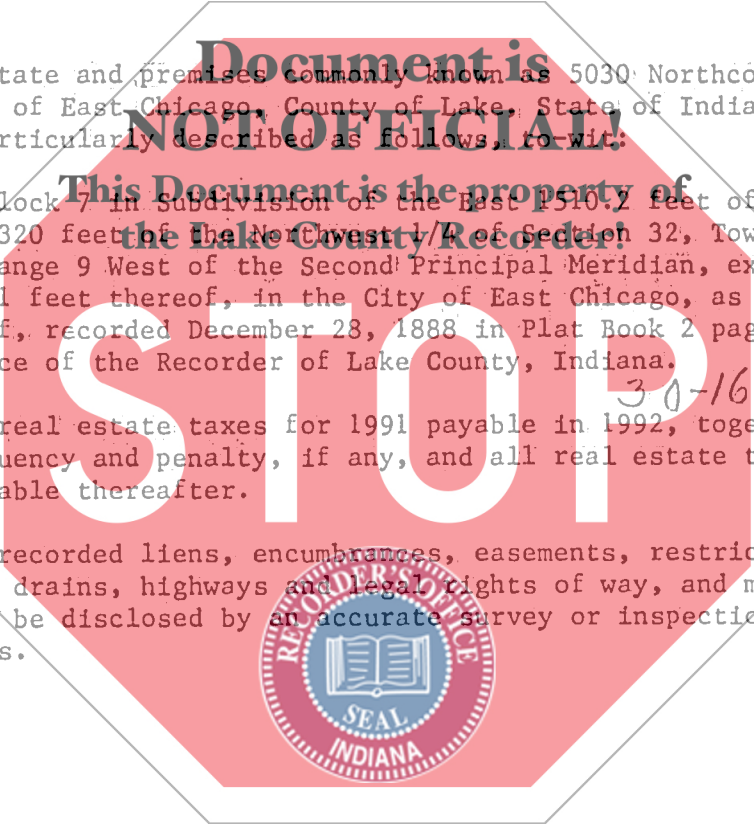 Document is
tate and premises commonly known as 5030 Northco
of East Chicago, County of Lake, State of India
NOT OFFICIAL!
rticularly described as follows, to-wit:
This Document is the property of
lock 7 in Subdivision of the East 1510.2 feet of
the Lake County Recorder!
320 feet of the Northwest 1/4 of Section 32, Tow
ange 9 West of the Second Principal Meridian, ex
l feet thereof, in the City of East Chicago, as
f, recorded December 28, 1888 in Plat Book 2 pag
ce of the Recorder of Lake County, Indiana.
30-16
STOP
real estate taxes for 1991 payable in 1992, toge
uency and penalty, if any, and all real estate t
able thereafter.
recorded liens, encumbrances, easements, restric
drains, highways and legal rights of way, and m
be disclosed by an accurate survey or inspectio
s.
RECORDER'S OFFICE
SEAL
INDIANA